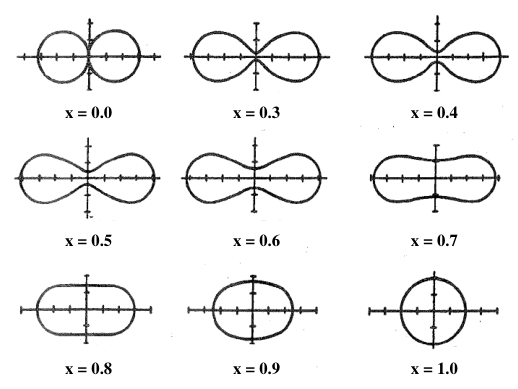 x = 0.0
x = 0.3
x = 0.4
x = 0.5
x = 0.6
x = 0.7
x = 0.8
x = 0.9
x = 1.0